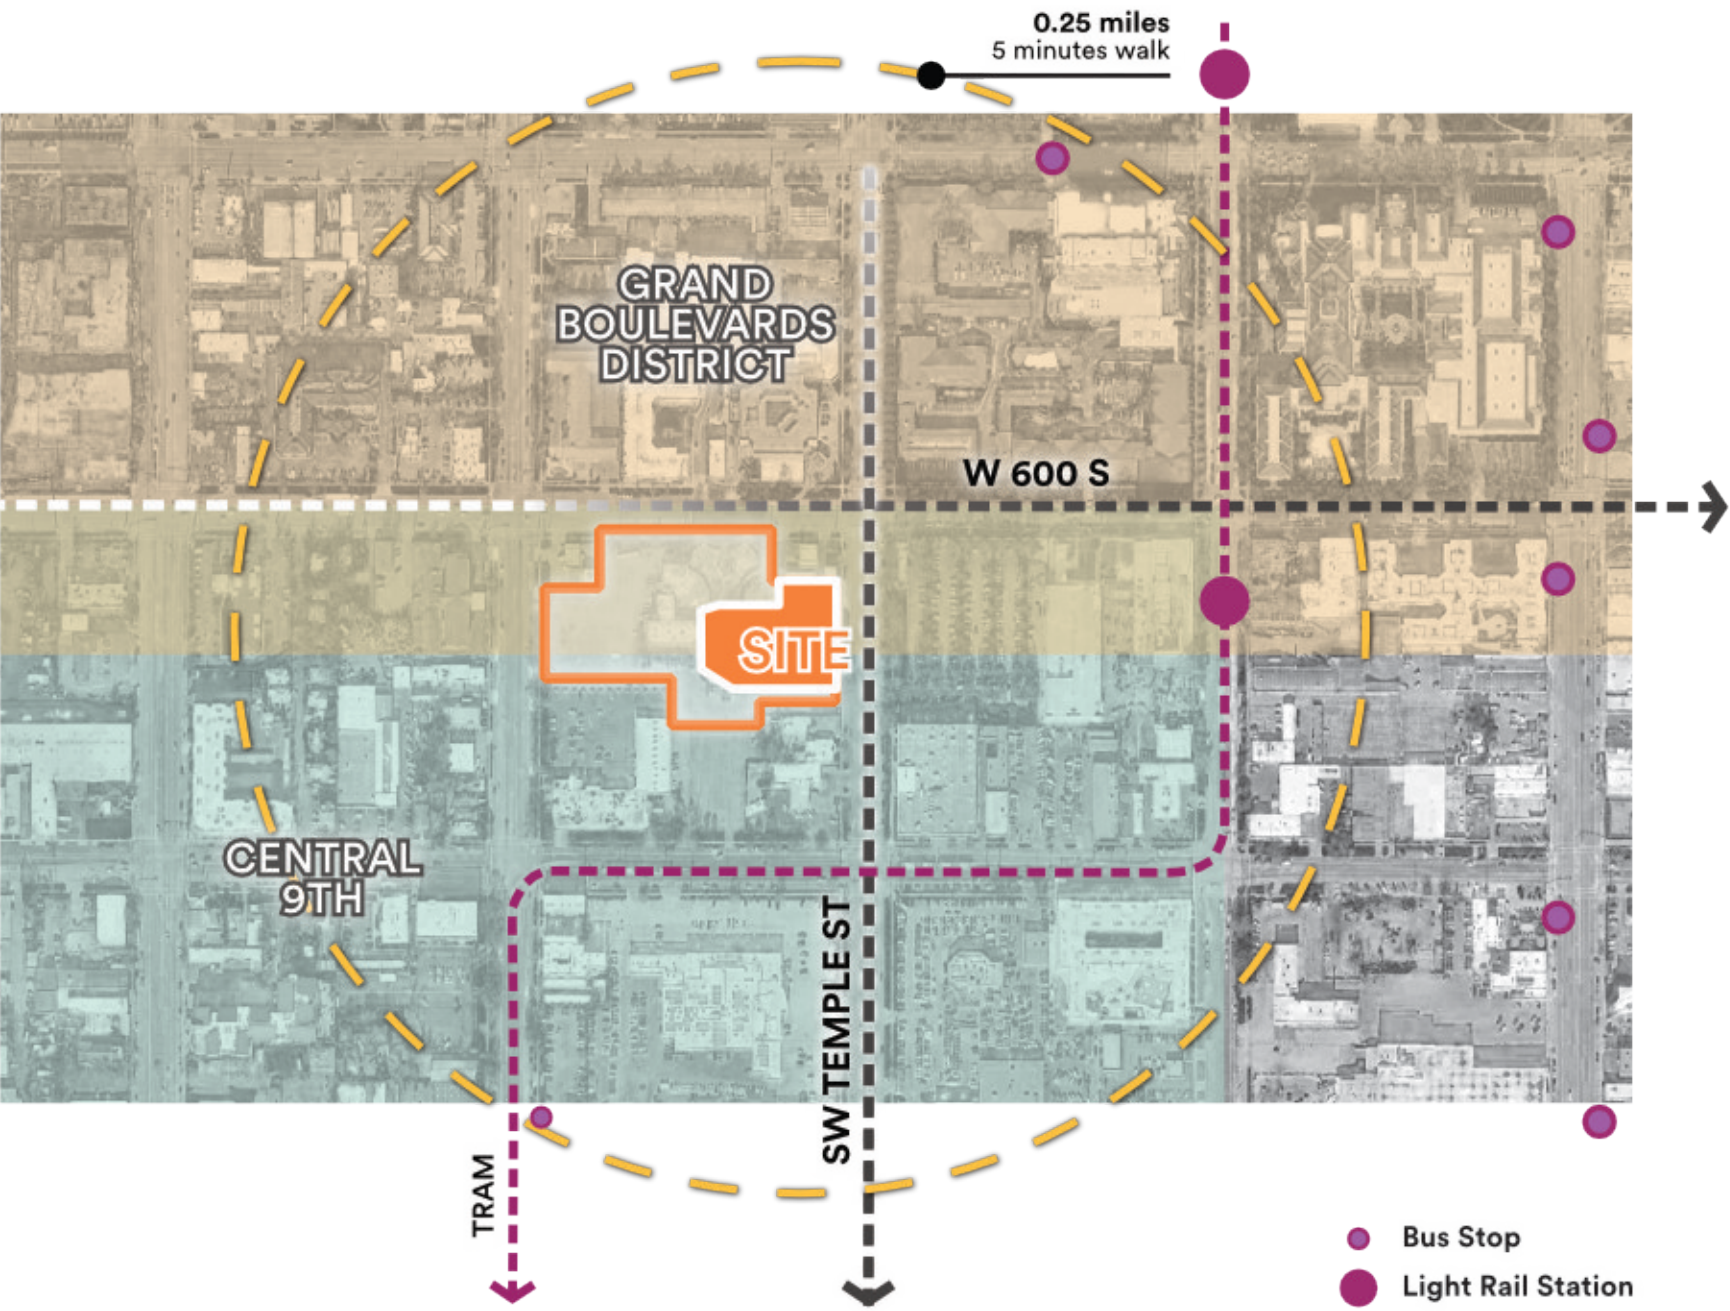 0.25 miles
5 minutes walk
GRAND
BOULEVARDS
DISTRICT
W 600 S
SITE
CENTRAL
9TH
SW TEMPLE ST
TRAM
Bus Stop
Light Rail Station